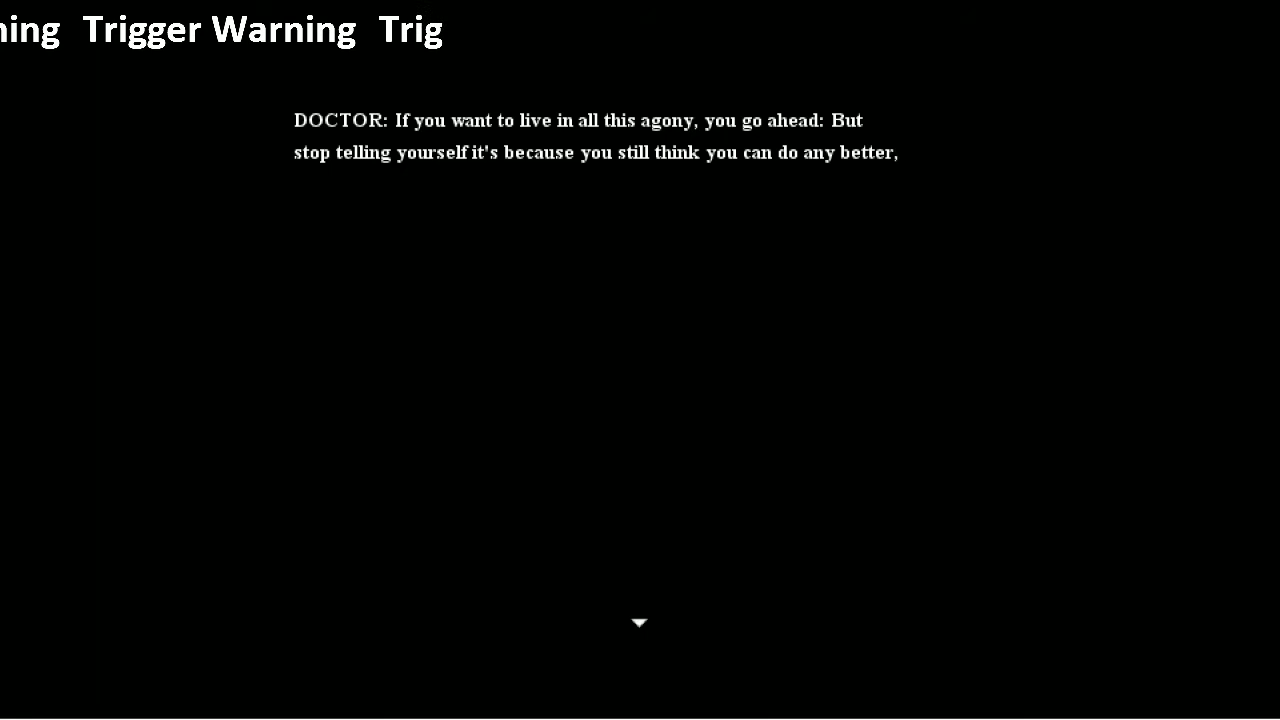 ning Trigger Warning Trig
DOCTOR: If you want to live in all this agony, you go ahead: But
stop telling yourself it's because you still think you can do any better,